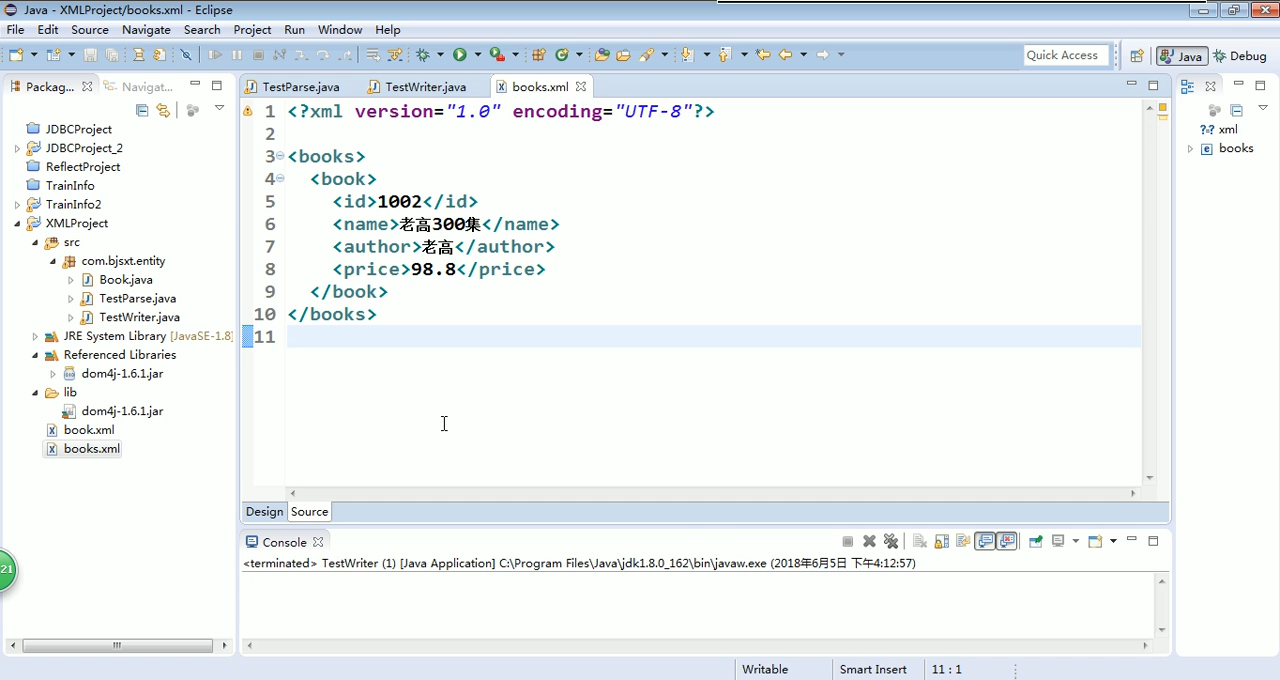 Java - XMLProject/books.xml - Eclipse
File Edit Source Navigate Search Project Run Window Help
Quick Access Java Debug
Packag... Navigat...
JDBCProject
JDBCProject_2
ReflectProject
TrainInfo
TrainInfo2
XMLProject
src
com.bjsxt.entity
Book.java
TestParse.java
TestWriter.java
JRE System Library [JavaSE-1.8]
Referenced Libraries
dom4j-1.6.1.jar
lib
dom4j-1.6.1.jar
book.xml
books.xml
21
TestParse.java TestWriter.java books.xml
1 <?xml version="1.0" encoding="UTF-8"?>
2
3 <books>
4 <book>
5 <id>1002</id>
6 <name>老高300集</name>
7 <author>老高</author>
8 <price>98.8</price>
9 </book>
10 </books>
11
Design Source
Console
<terminated> TestWriter (1) [Java Application] C:\Program Files\Java\jdk1.8.0_162\bin\javaw.exe (2018年6月5日 下午4:12:57)
?=? xml
e books
Writable Smart Insert 11 : 1